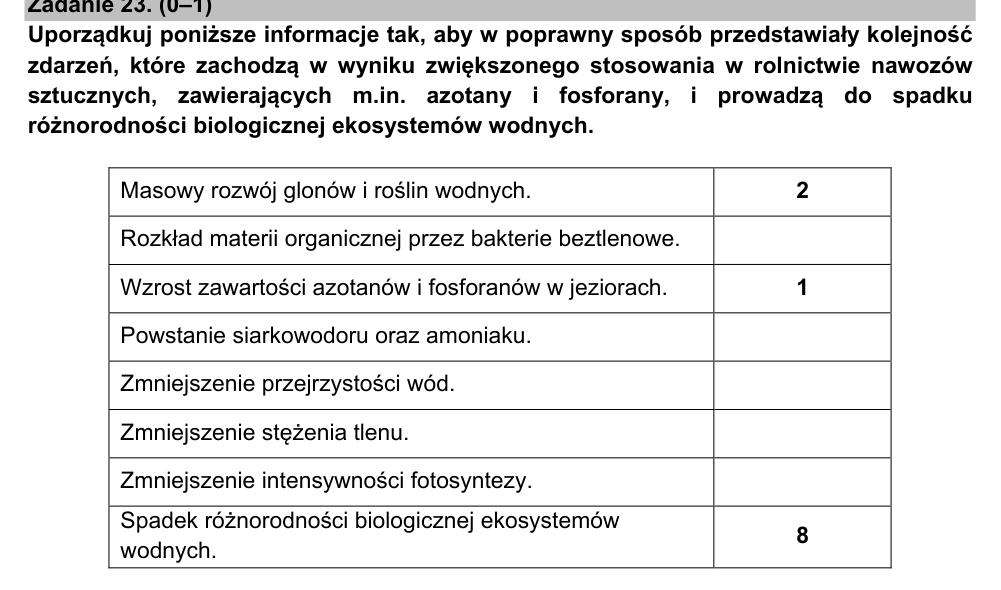 Zadanie 23. (0–1)
Uporządkuj poniższe informacje tak, aby w poprawny sposób przedstawiały kolejność
zdarzeń, które zachodzą w wyniku zwiększonego stosowania w rolnictwie nawozów
sztucznych, zawierających m.in. azotany i fosforany, i prowadzą do spadku
różnorodności biologicznej ekosystemów wodnych.
Masowy rozwój glonów i roślin wodnych. 2
Rozkład materii organicznej przez bakterie beztlenowe.
Wzrost zawartości azotanów i fosforanów w jeziorach. 1
Powstanie siarkowodoru oraz amoniaku.
Zmniejszenie przejrzystości wód.
Zmniejszenie stężenia tlenu.
Zmniejszenie intensywności fotosyntezy.
Spadek różnorodności biologicznej ekosystemów
wodnych. 8